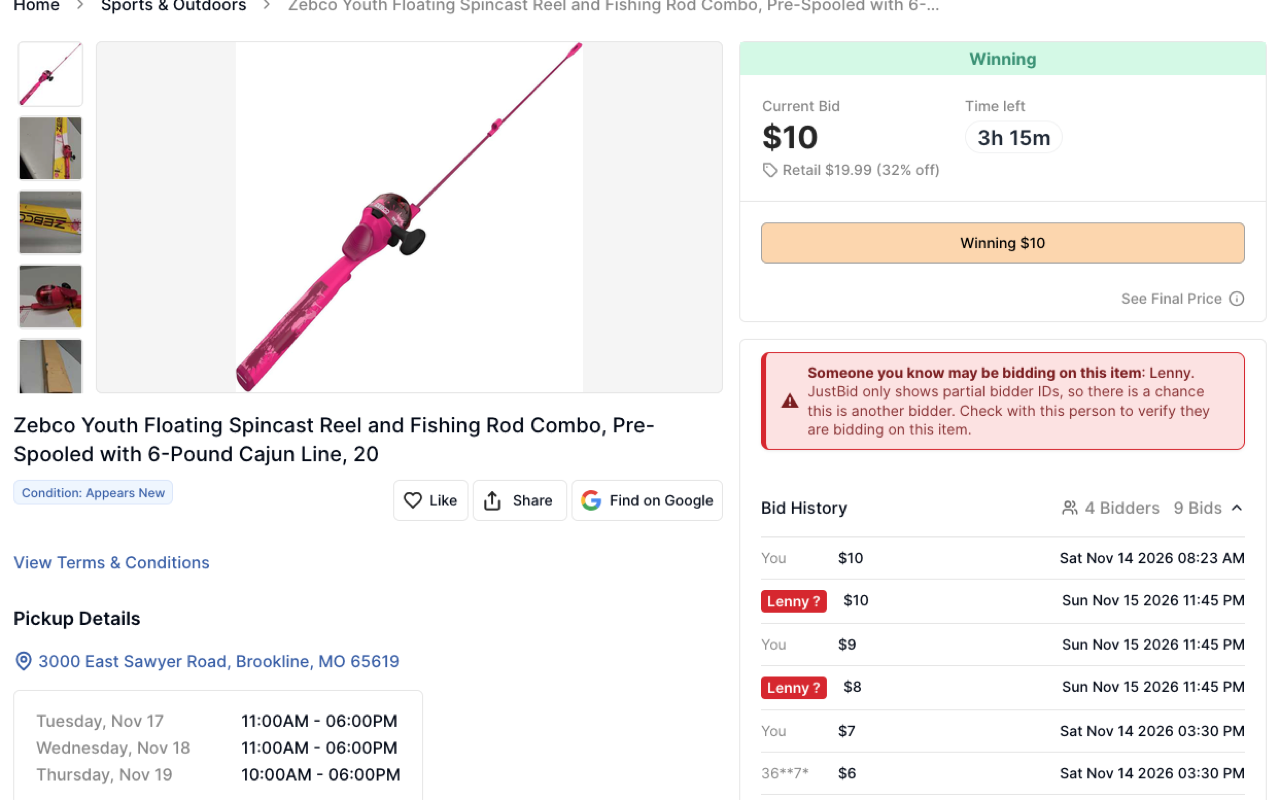 Home > Sports & Outdoors > Zebco Youth Floating Spincast Reel and Fishing Rod Combo, Pre-Spooled with 6-...
ZEBCO
Zebco Youth Floating Spincast Reel and Fishing Rod Combo, Pre-
Spooled with 6-Pound Cajun Line, 20
Condition: Appears New
Like
Share
Find on Google
View Terms & Conditions
Pickup Details
3000 East Sawyer Road, Brookline, MO 65619
Tuesday, Nov 17 11:00AM - 06:00PM
Wednesday, Nov 18 11:00AM - 06:00PM
Thursday, Nov 19 10:00AM - 06:00PM
Winning
Current Bid
$10
Retail $19.99 (32% off)
Time left
3h 15m
Winning $10
See Final Price
Someone you know may be bidding on this item: Lenny.
JustBid only shows partial bidder IDs, so there is a chance
this is another bidder. Check with this person to verify they
are bidding on this item.
Bid History 4 Bidders 9 Bids
You $10 Sat Nov 14 2026 08:23 AM
Lenny ? $10 Sun Nov 15 2026 11:45 PM
You $9 Sun Nov 15 2026 11:45 PM
Lenny ? $8 Sun Nov 15 2026 11:45 PM
You $7 Sat Nov 14 2026 03:30 PM
36**7* $6 Sat Nov 14 2026 03:30 PM